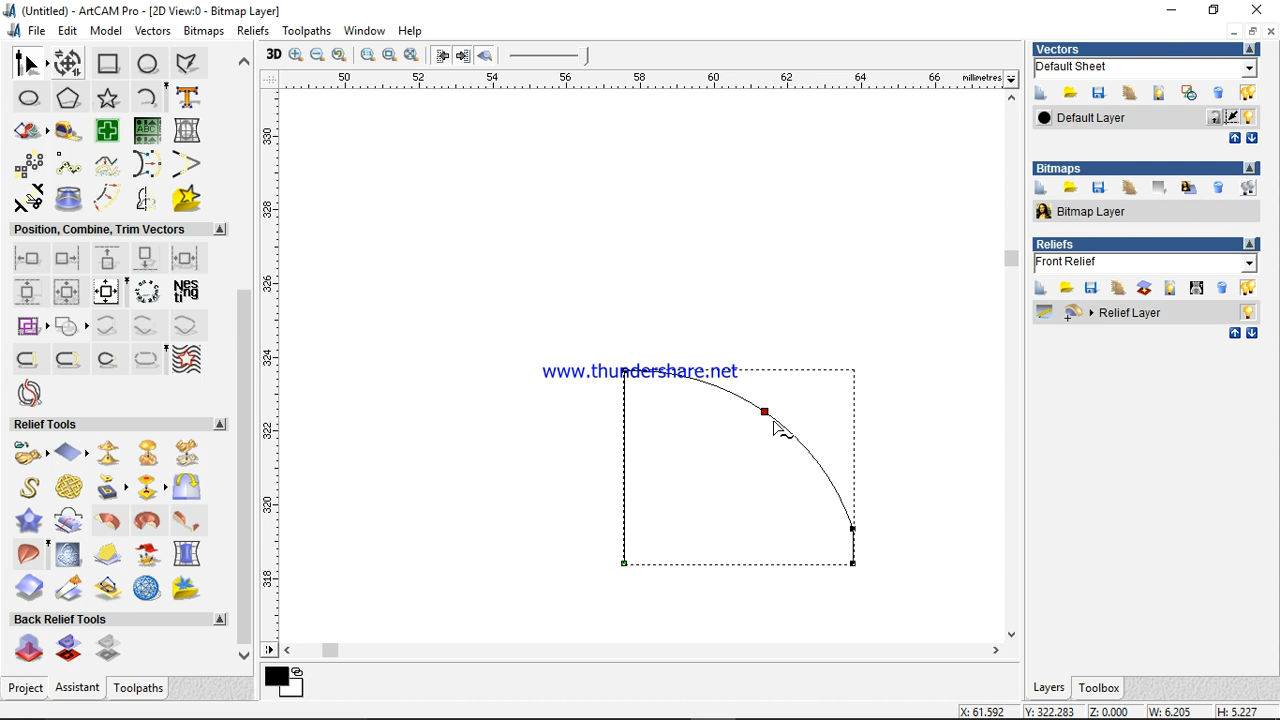 (Untitled) - ArtCAM Pro - [2D View:0 - Bitmap Layer]
File Edit Model Vectors Bitmaps Reliefs Toolpaths Window Help
3D
50 52 54 56 58 60 62 64 66 millimetres
330
328
326
324
322
320
318
www.thundershare.net
T
ABC
Position, Combine, Trim Vectors
Nes
ting
Relief Tools
Back Relief Tools
Project Assistant Toolpaths
Vectors
Default Sheet
Default Layer
Bitmaps
Bitmap Layer
Reliefs
Front Relief
Relief Layer
Layers Toolbox
X: 61.592 Y: 322.283 Z: 0.000 W: 6.205 H: 5.227